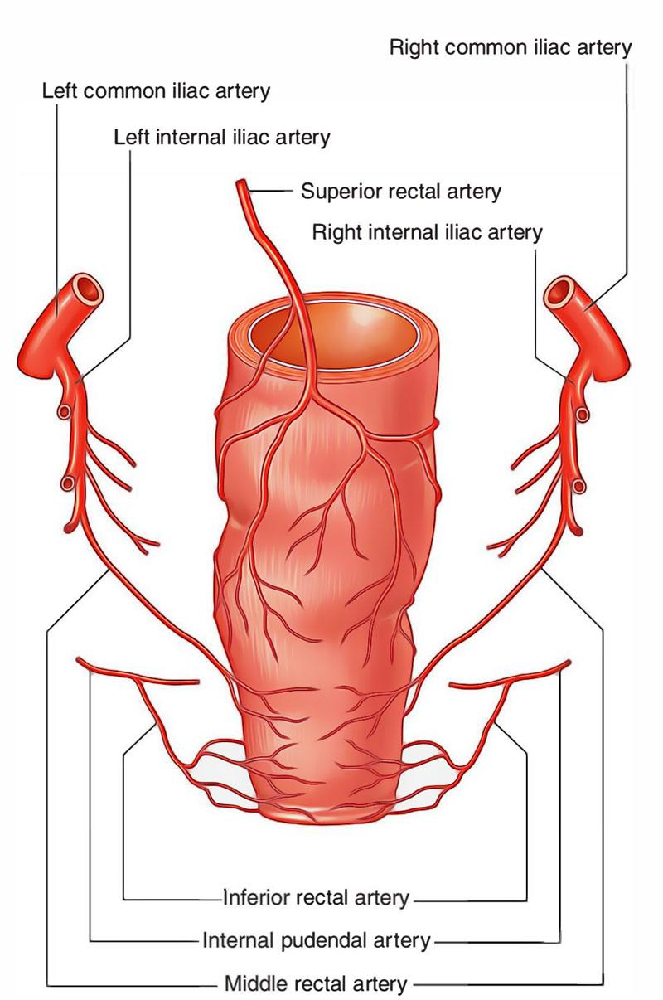 Right common iliac artery
Left common iliac artery
Left internal iliac artery
Superior rectal artery
Right internal iliac artery
Inferior rectal artery
Internal pudendal artery
Middle rectal artery